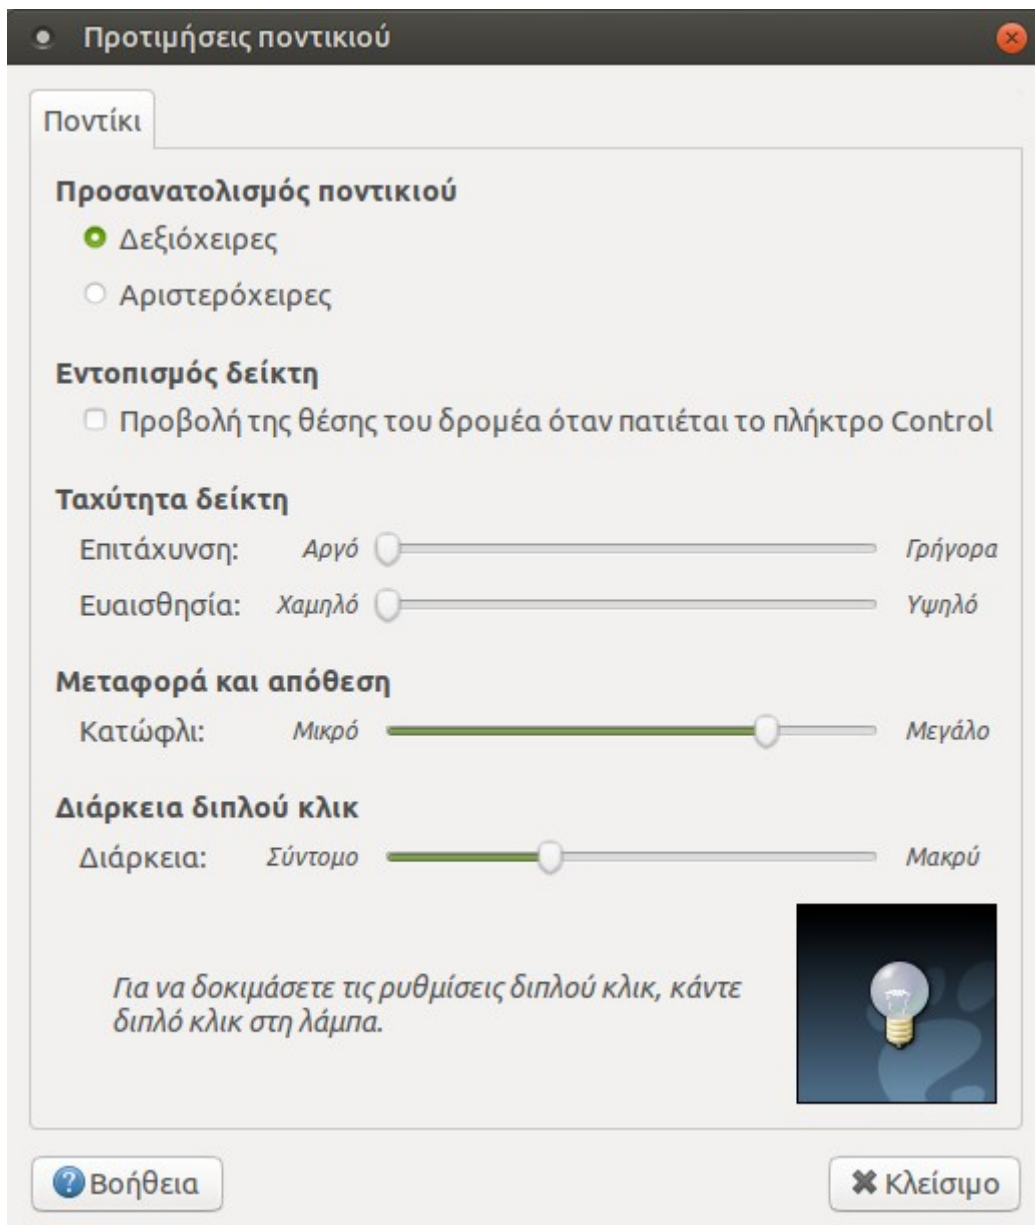 Προτιμήσεις ποντικιού
Ποντίκι
Προσανατολισμός ποντικιού
Δεξιόχειρες
Αριστερόχειρες
Εντοπισμός δείκτη
Προβολή της θέσης του δρομέα όταν πατιέται το πλήκτρο Control
Ταχύτητα δείκτη
Επιτάχυνση: Αργό Γρήγορα
Ευαισθησία: Χαμηλό Υψηλό
Μεταφορά και απόθεση
Κατώφλι: Μικρό Μεγάλο
Διάρκεια διπλού κλικ
Διάρκεια: Σύντομο Μακρύ
Για να δοκιμάσετε τις ρυθμίσεις διπλού κλικ, κάντε
διπλό κλικ στη λάμπα.
Βοήθεια Κλείσιμο